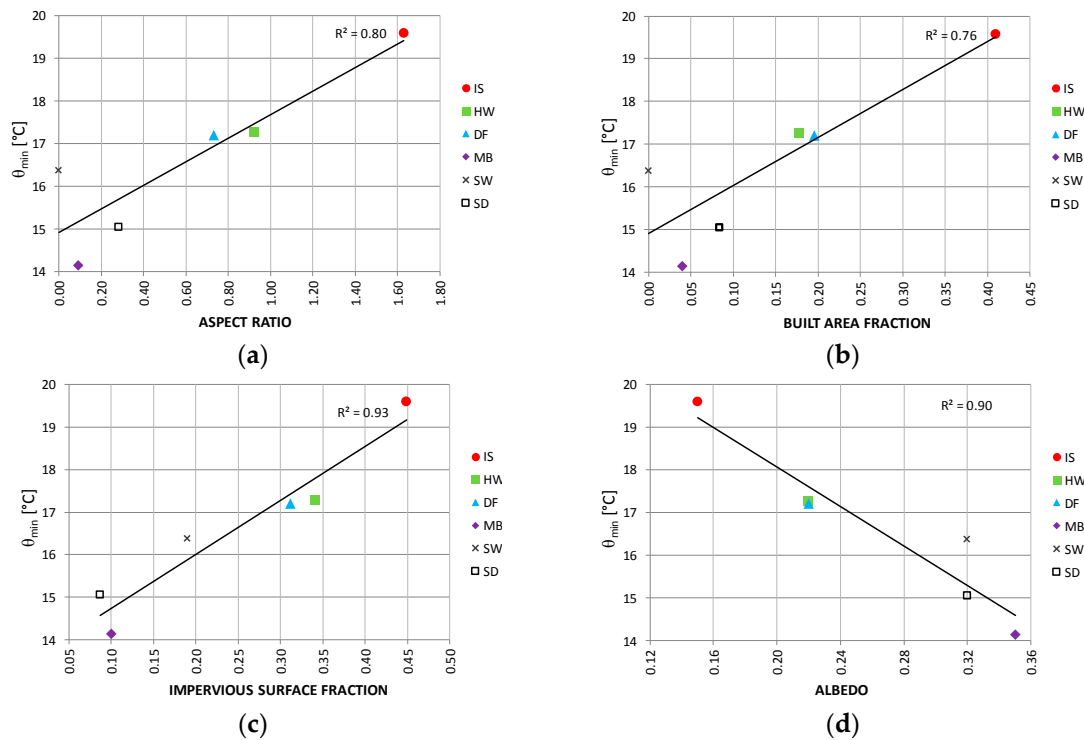 20
19
18
17
16
15
14
θmin [°C]
R² = 0.80
0.00
0.20
0.40
0.60
0.80
1.00
1.20
1.40
1.60
1.80
ASPECT RATIO
IS
HW
DF
MB
SW
SD
(a)
20
19
18
17
16
15
14
θmin [°C]
R² = 0.76
0.00
0.05
0.10
0.15
0.20
0.25
0.30
0.35
0.40
0.45
BUILT AREA FRACTION
IS
HW
DF
MB
SW
SD
(b)
20
19
18
17
16
15
14
θmin [°C]
R² = 0.93
0.05
0.10
0.15
0.20
0.25
0.30
0.35
0.40
0.45
0.50
IMPERVIOUS SURFACE FRACTION
IS
HW
DF
MB
SW
SD
(c)
20
19
18
17
16
15
14
θmin [°C]
R² = 0.90
0.12
0.16
0.20
0.24
0.28
0.32
0.36
ALBEDO
IS
HW
DF
MB
SW
SD
(d)